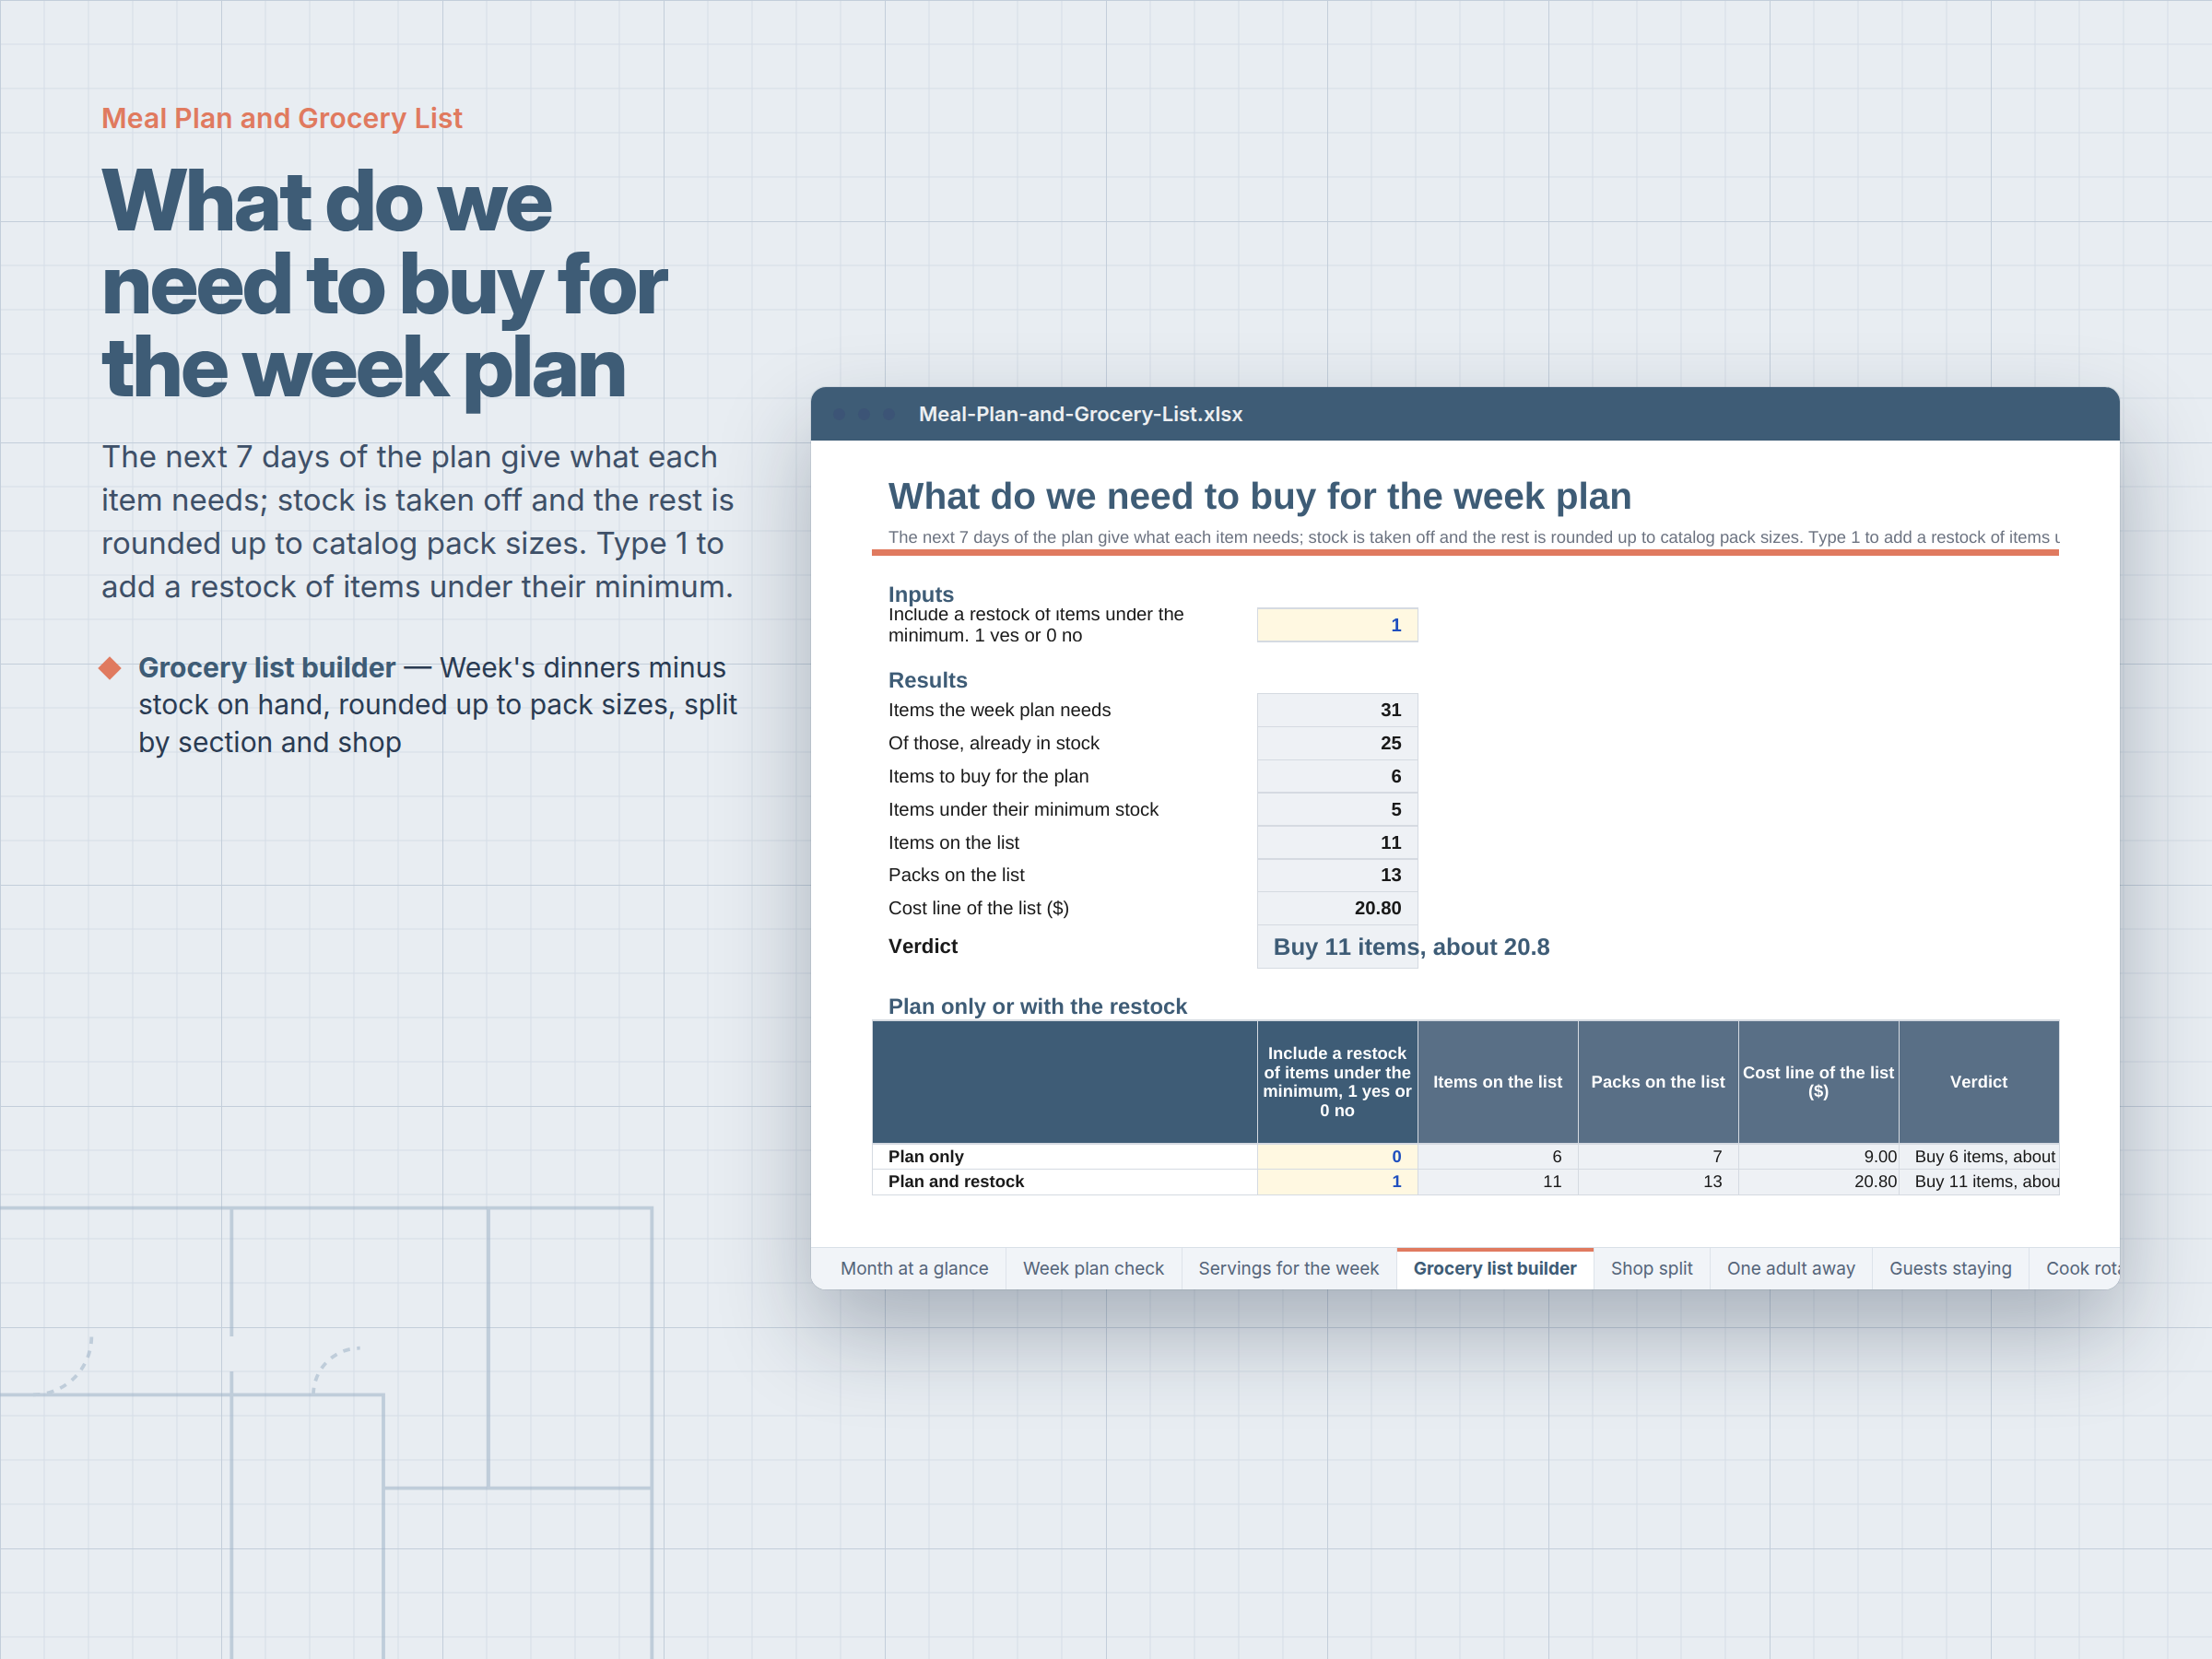 Meal Plan and Grocery List
What do we
need to buy for
the week plan
The next 7 days of the plan give what each
item needs; stock is taken off and the rest is
rounded up to catalog pack sizes. Type 1 to
add a restock of items under their minimum.
Grocery list builder — Week's dinners minus
stock on hand, rounded up to pack sizes, split
by section and shop
Meal-Plan-and-Grocery-List.xlsx
What do we need to buy for the week plan
The next 7 days of the plan give what each item needs; stock is taken off and the rest is rounded up to catalog pack sizes. Type 1 to add a restock of items
Inputs
Include a restock of items under the
minimum. 1 yes or 0 no
1
Results
Items the week plan needs 31
Of those, already in stock 25
Items to buy for the plan 6
Items under their minimum stock 5
Items on the list 11
Packs on the list 13
Cost line of the list ($) 20.80
Verdict Buy 11 items, about 20.8
Plan only or with the restock
Include a restock
of items under the
minimum, 1 yes or
0 no
Items on the list
Packs on the list
Cost line of the list
($)
Verdict
Plan only 0 6 7 9.00 Buy 6 items, about
Plan and restock 1 11 13 20.80 Buy 11 items, abou
Month at a glance Week plan check Servings for the week Grocery list builder Shop split One adult away Guests staying Cook